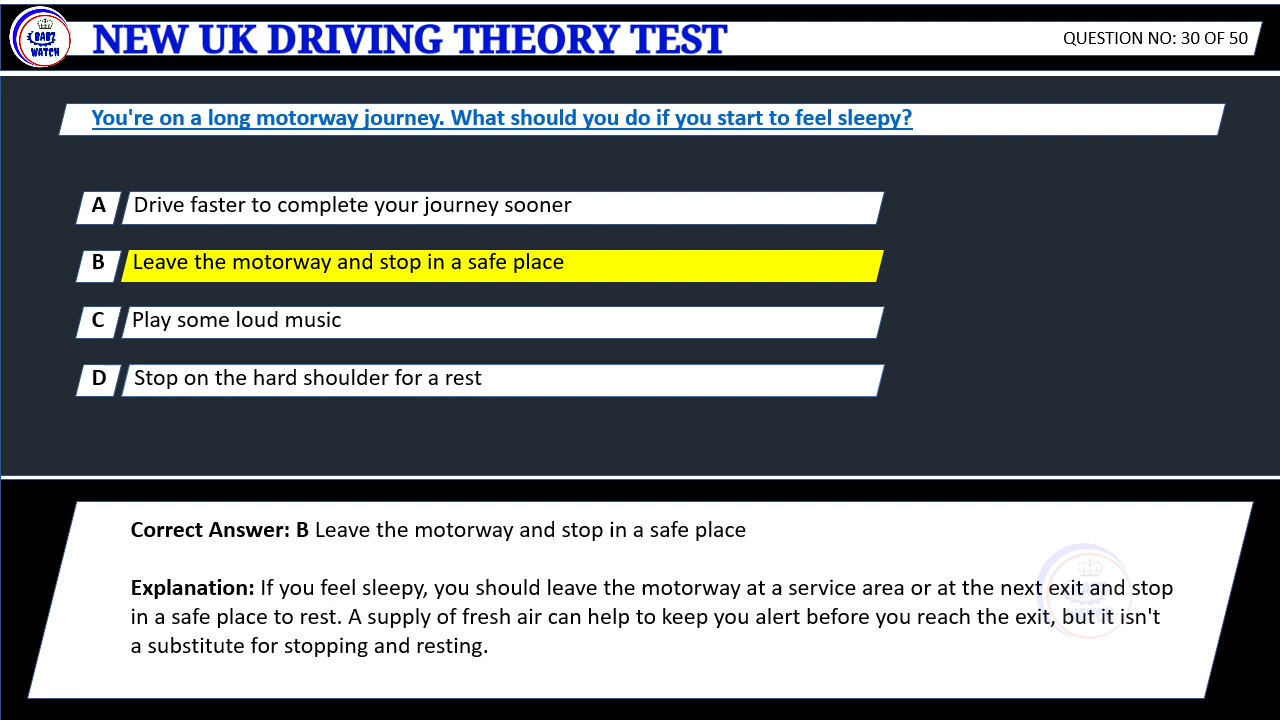 BABZ
WATCH
NEW UK DRIVING THEORY TEST
QUESTION NO: 30 OF 50
You're on a long motorway journey. What should you do if you start to feel sleepy?
A Drive faster to complete your journey sooner
B Leave the motorway and stop in a safe place
C Play some loud music
D Stop on the hard shoulder for a rest
Correct Answer: B Leave the motorway and stop in a safe place
Explanation: If you feel sleepy, you should leave the motorway at a service area or at the next exit and stop
in a safe place to rest. A supply of fresh air can help to keep you alert before you reach the exit, but it isn't
a substitute for stopping and resting.